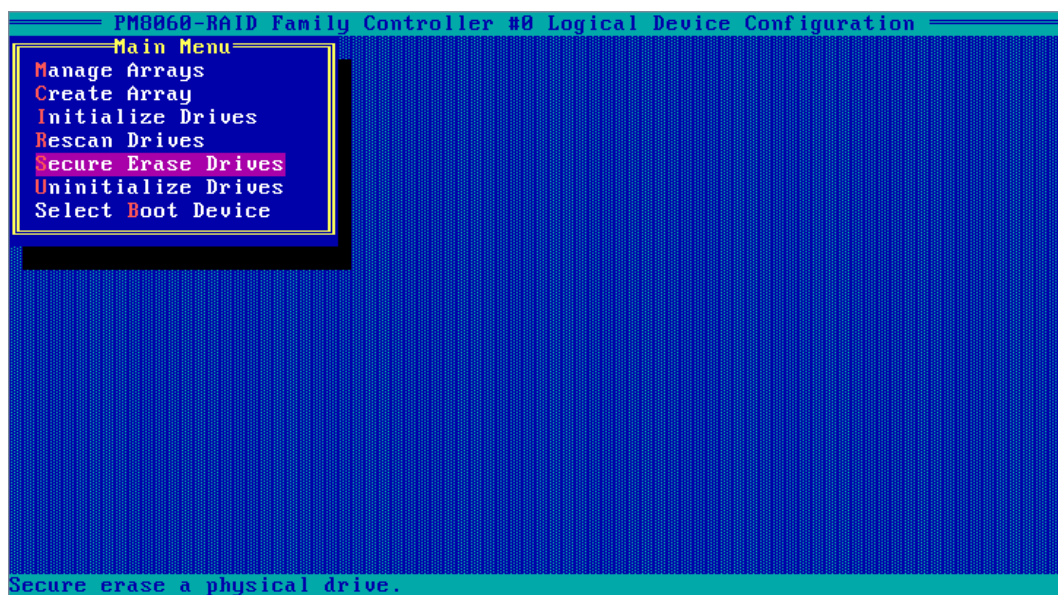 PM8060-RAID Family Controller #0 Logical Device Configuration
Main Menu
Manage Arrays
Create Array
Initialize Drives
Rescan Drives
Secure Erase Drives
Uninitialize Drives
Select Boot Device
Secure erase a physical drive.